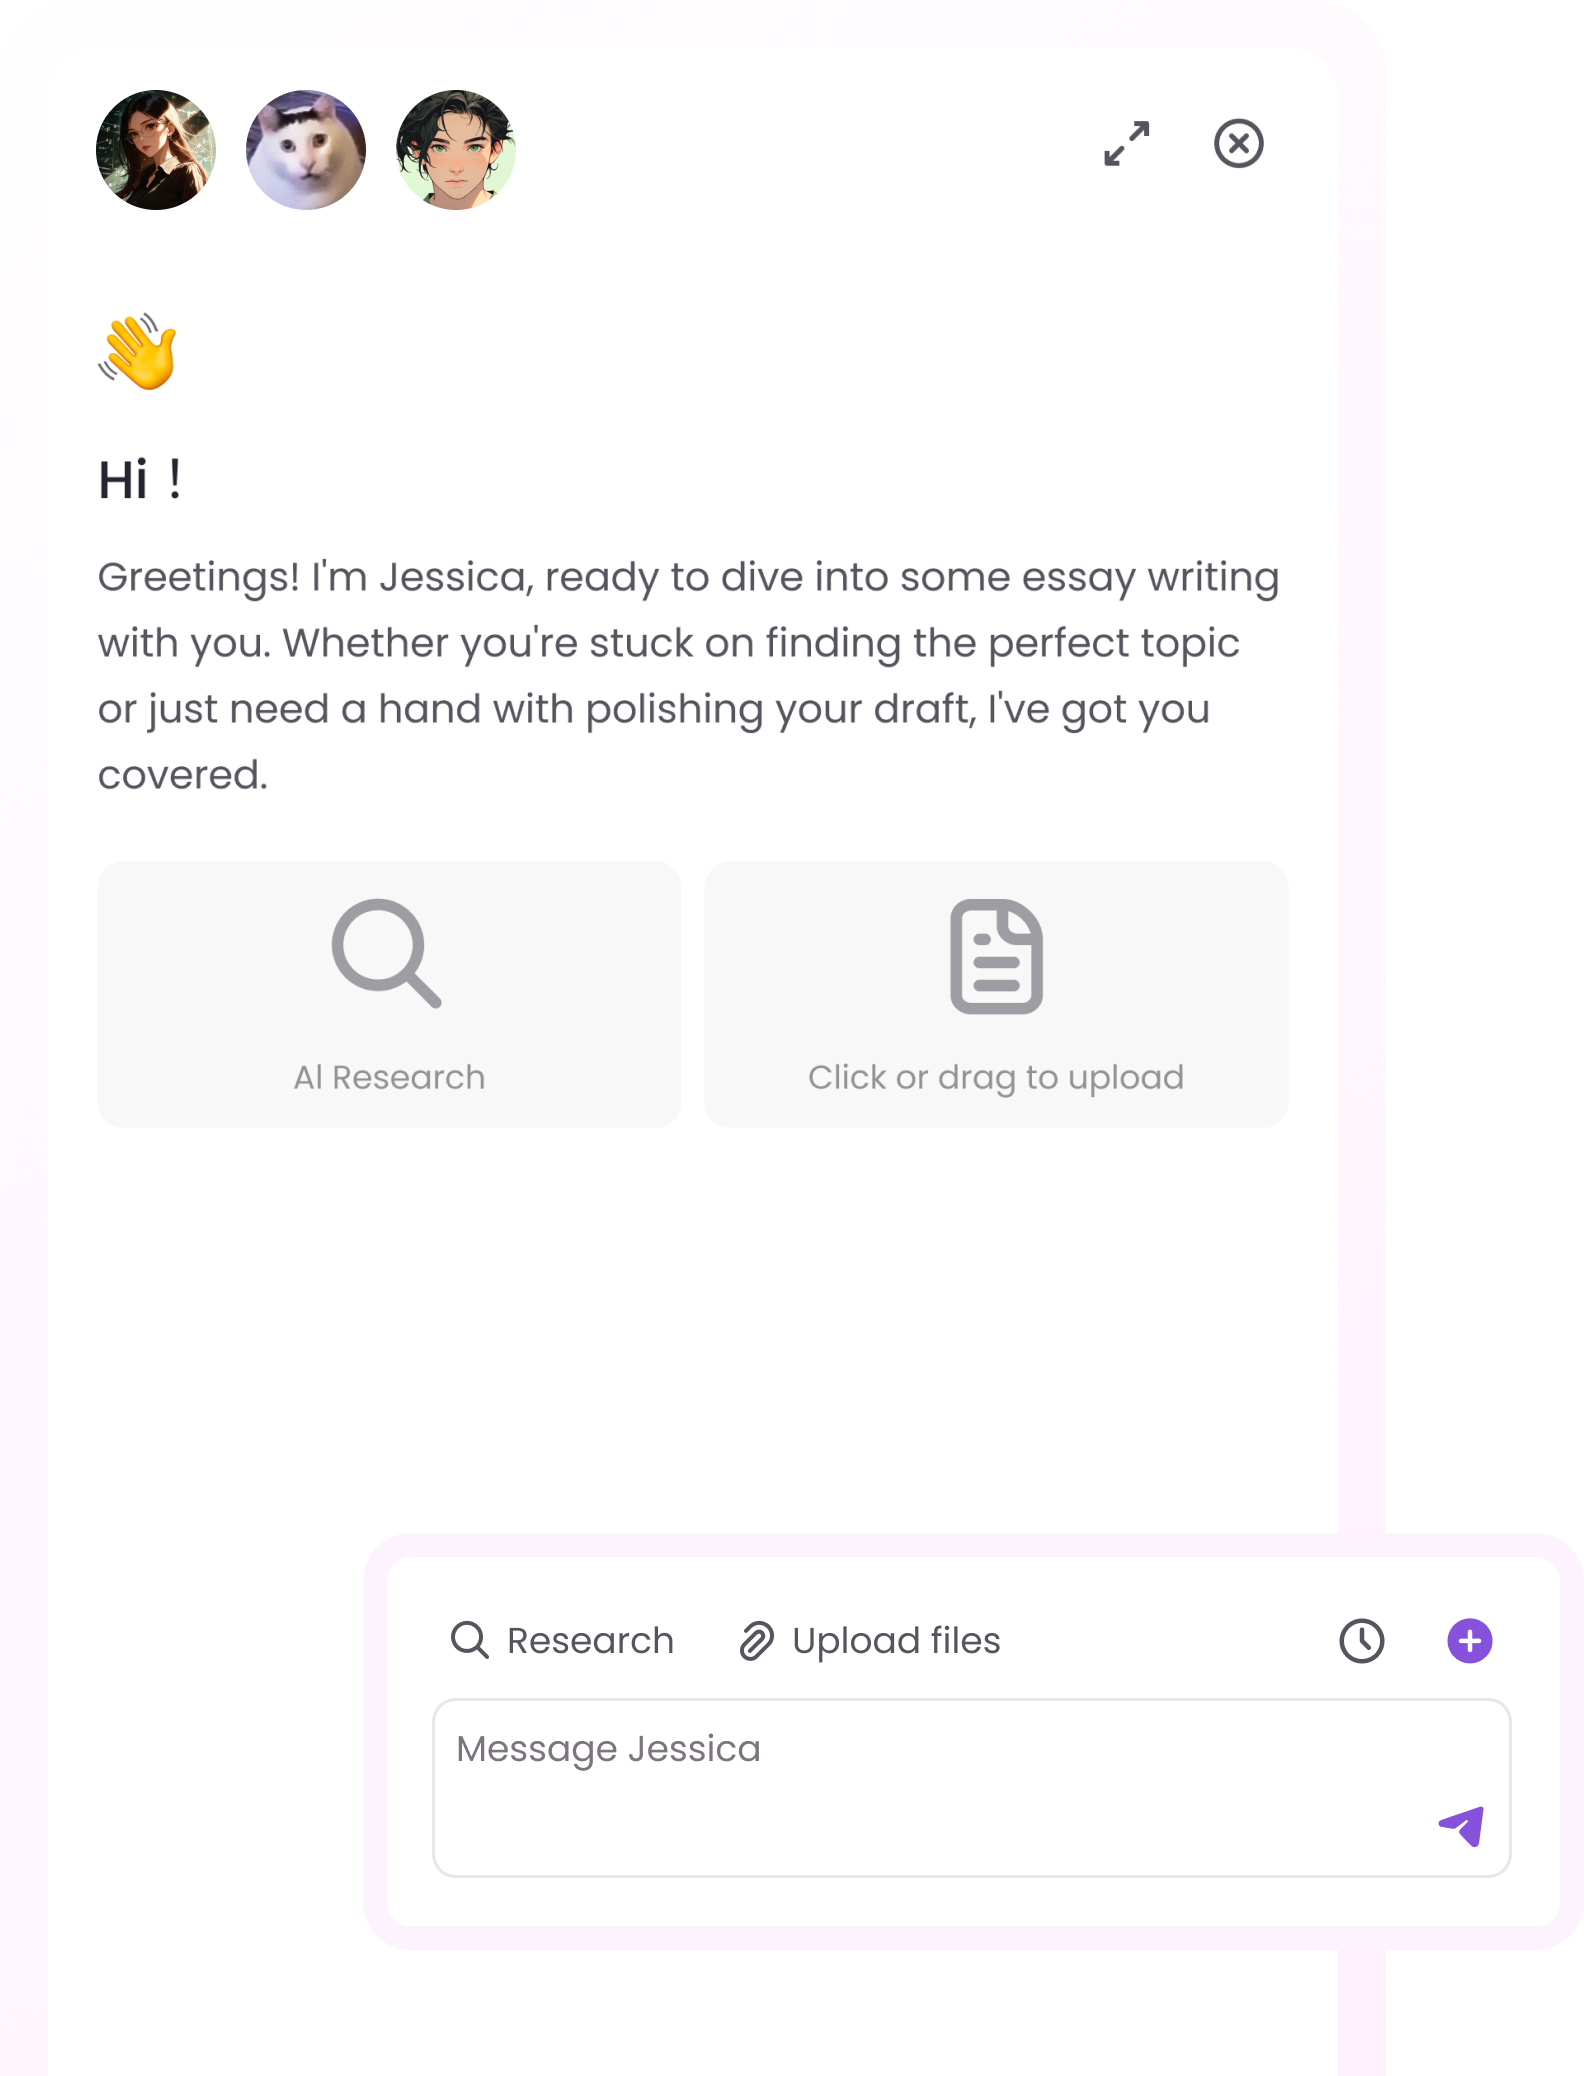 Hi !
Greetings! I'm Jessica, ready to dive into some essay writing
with you. Whether you're stuck on finding the perfect topic
or just need a hand with polishing your draft, I've got you
covered.
AI Research
Click or drag to upload
Research
Upload files
Message Jessica